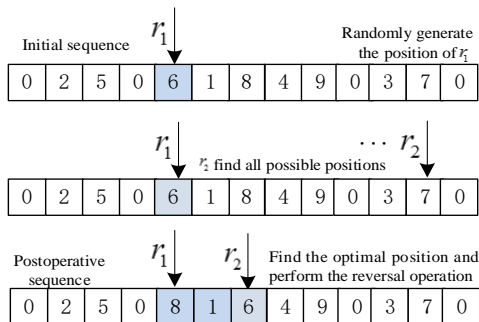 Initial sequence
r1
Randomly generate
the position of r1
0 2 5 0 6 1 8 4 9 0 3 7 0
r1
r2 find all possible positions
··· r2
0 2 5 0 6 1 8 4 9 0 3 7 0
Postoperative
sequence
r1
r2
Find the optimal position and
perform the reversal operation
0 2 5 0 8 1 6 4 9 0 3 7 0